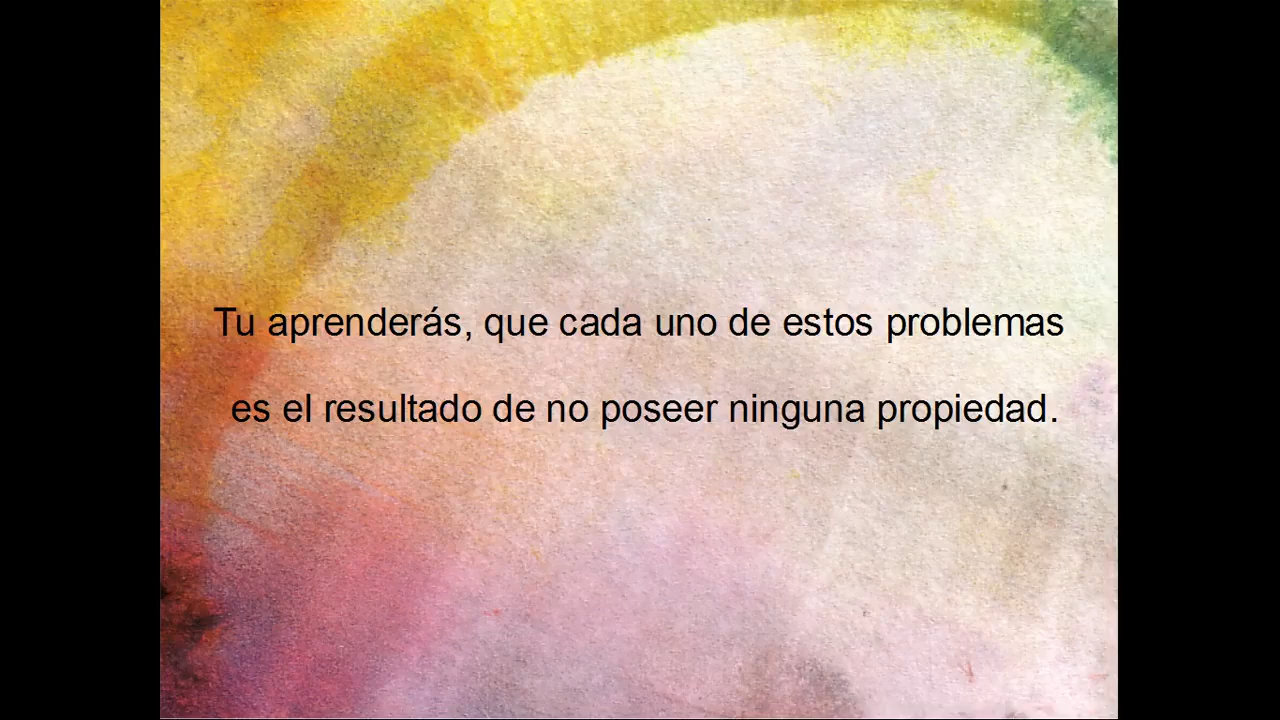 Tu aprenderás, que cada uno de estos problemas
es el resultado de no poseer ninguna propiedad.